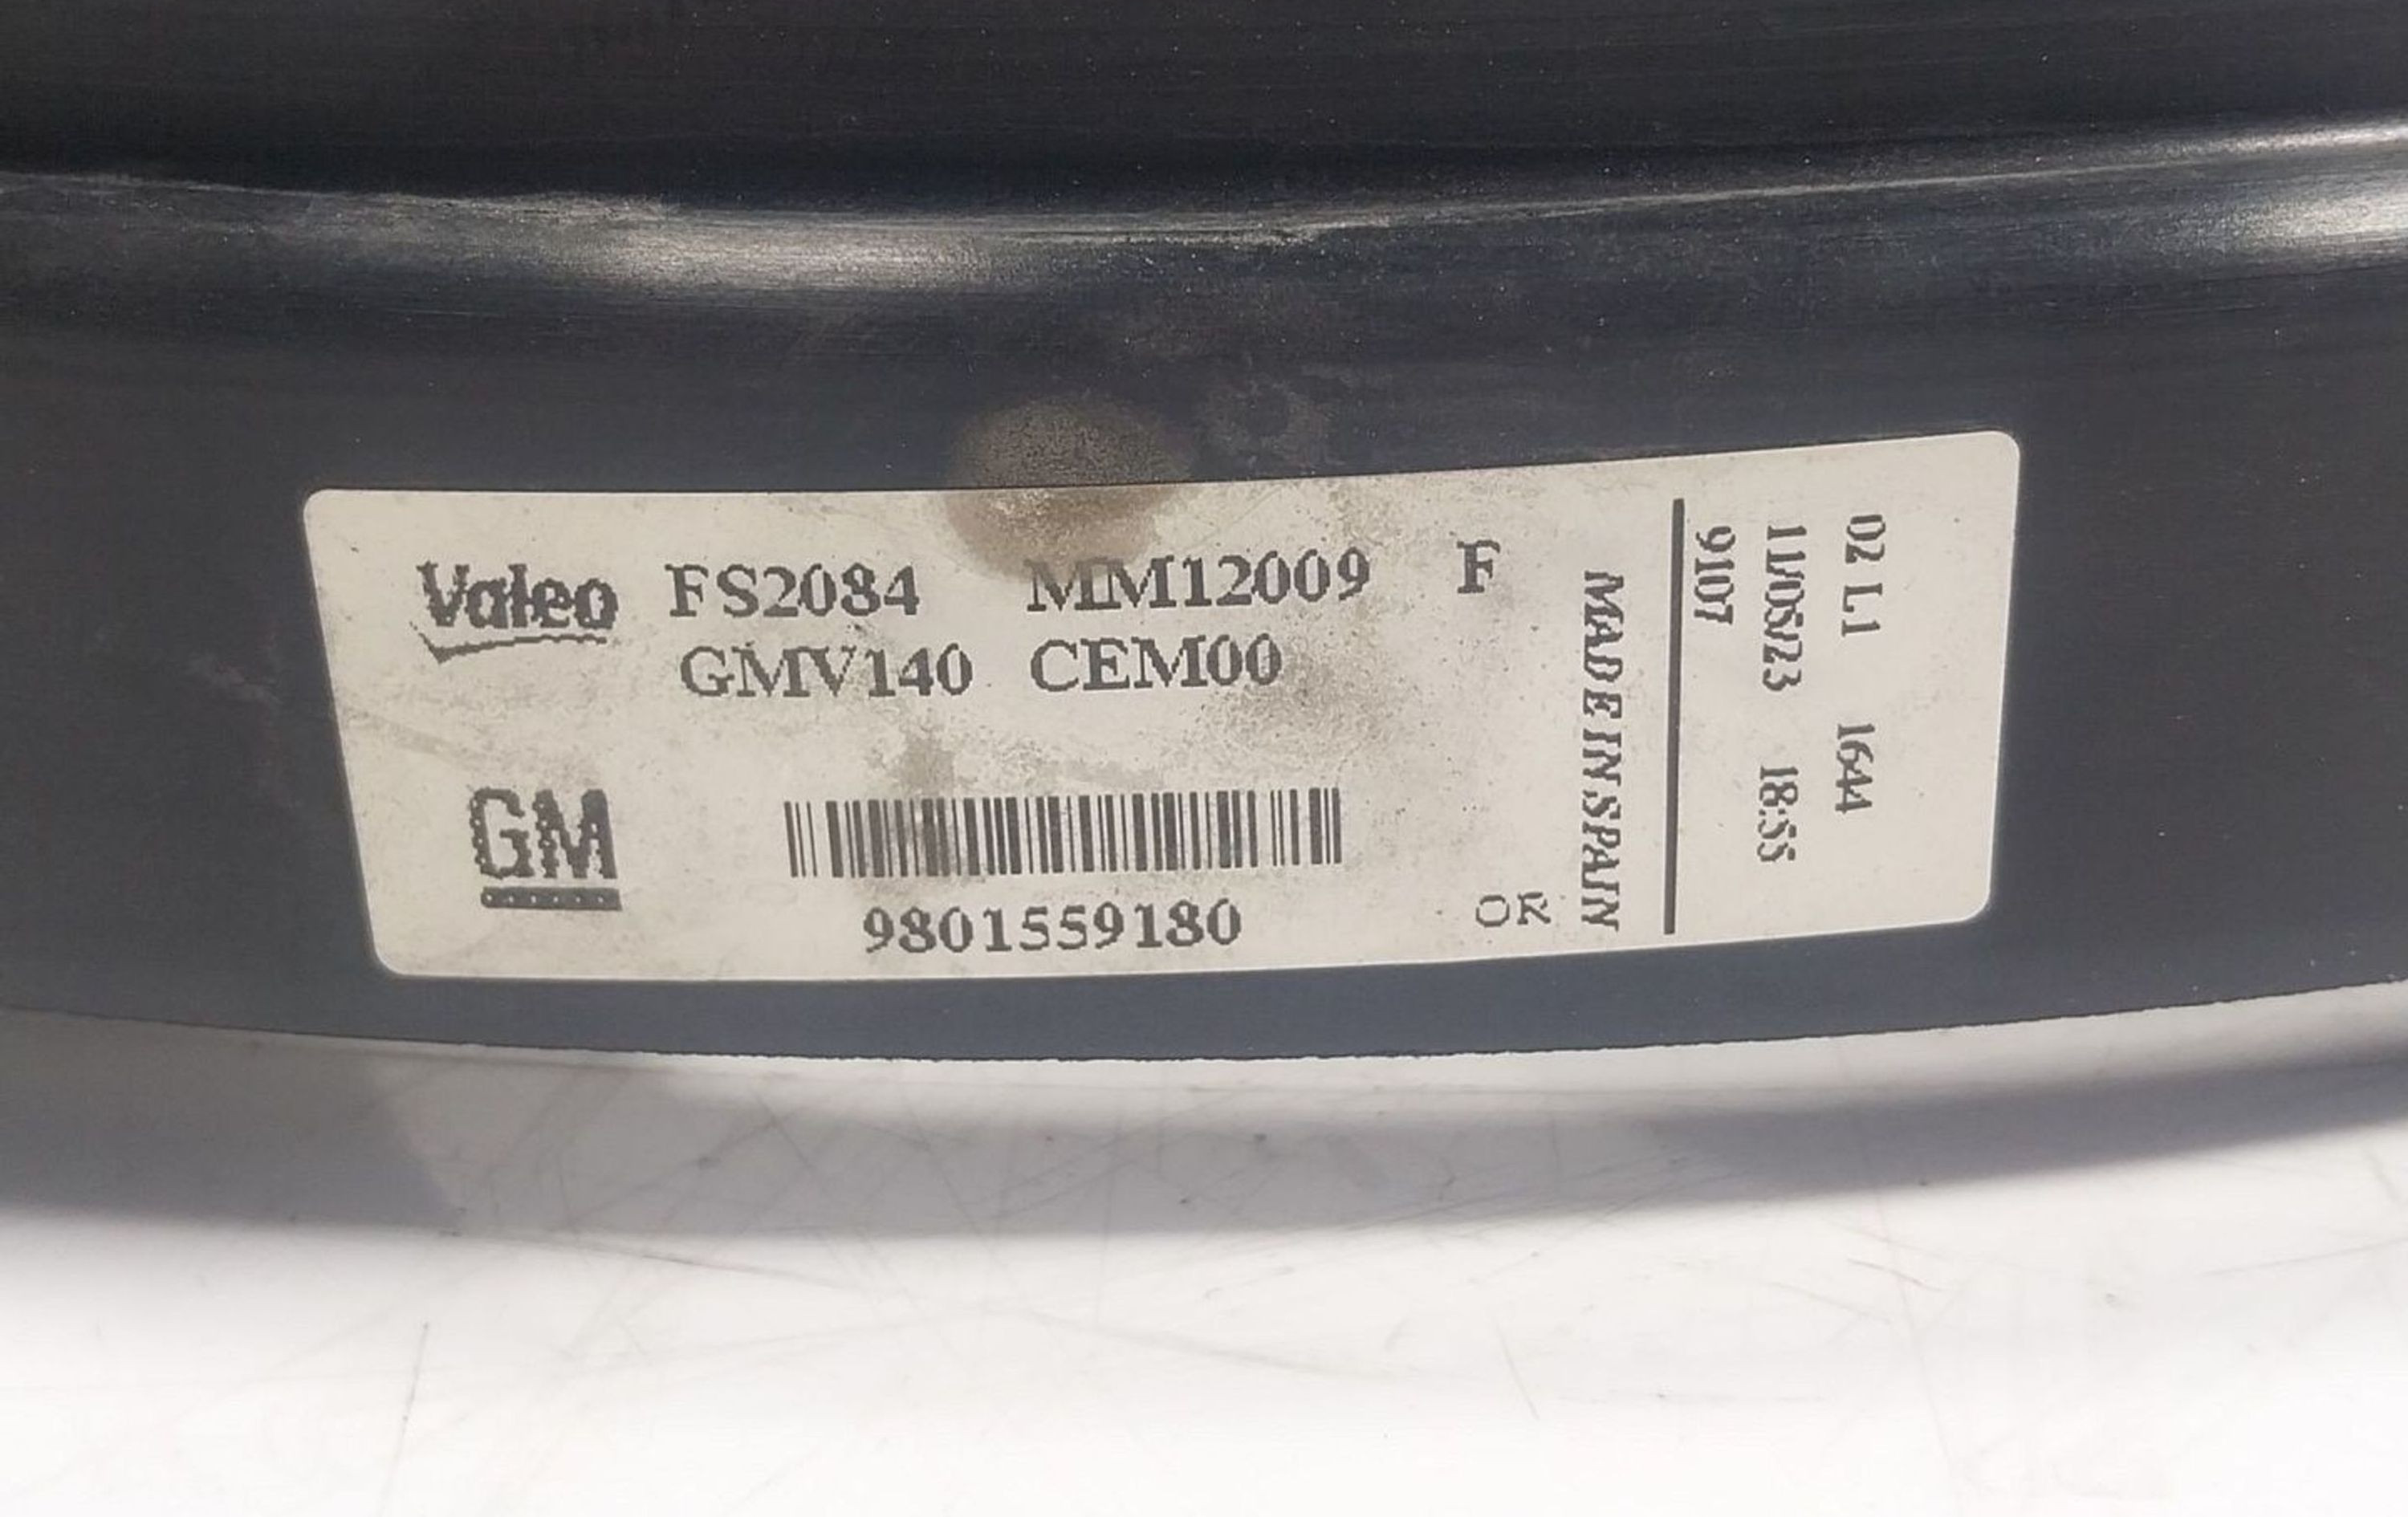 Valeo FS2084 MM12009 F
GMV140 CEM00
GM
9801559180
OR
MADE IN SPAIN
02 L1 1644
11/05/23 18:55
9107